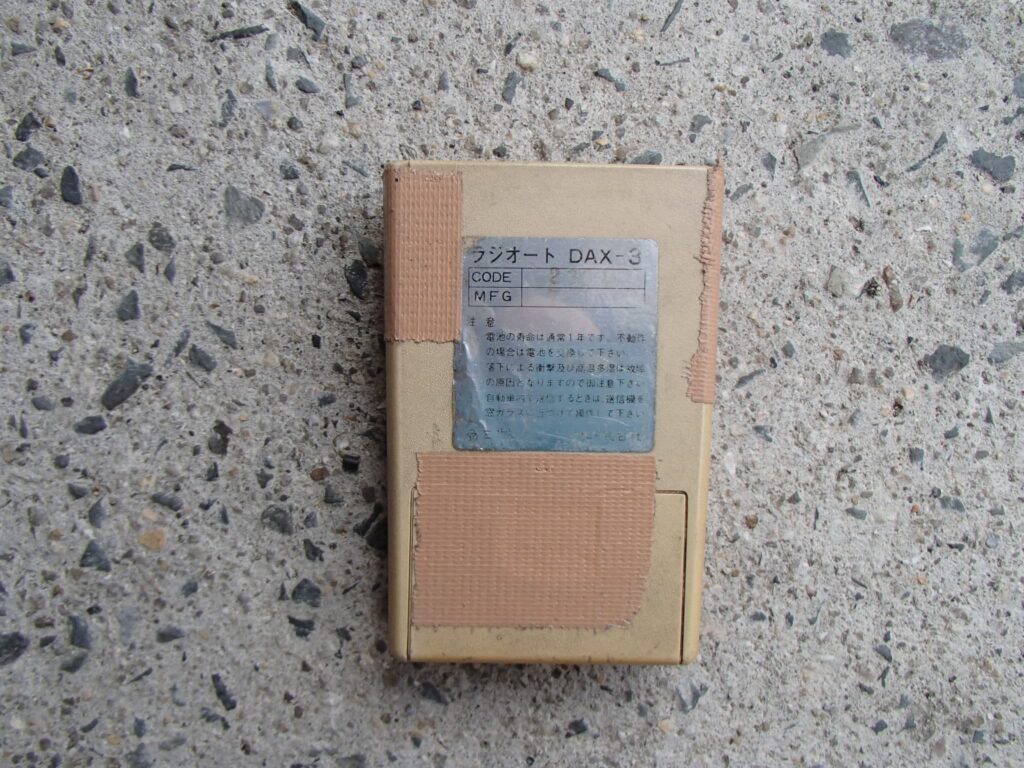 ラジオート DAX-3
CODE
MFG
注 意
電池の寿命は通常1年です。不動作
の場合は電池を交換して下さい。
落下による衝撃及び高温多湿は故障
の原因となりますので御注意下さい
自動車内で送信するときは、送信機を
窓ガラスに近づけて操作して下さい